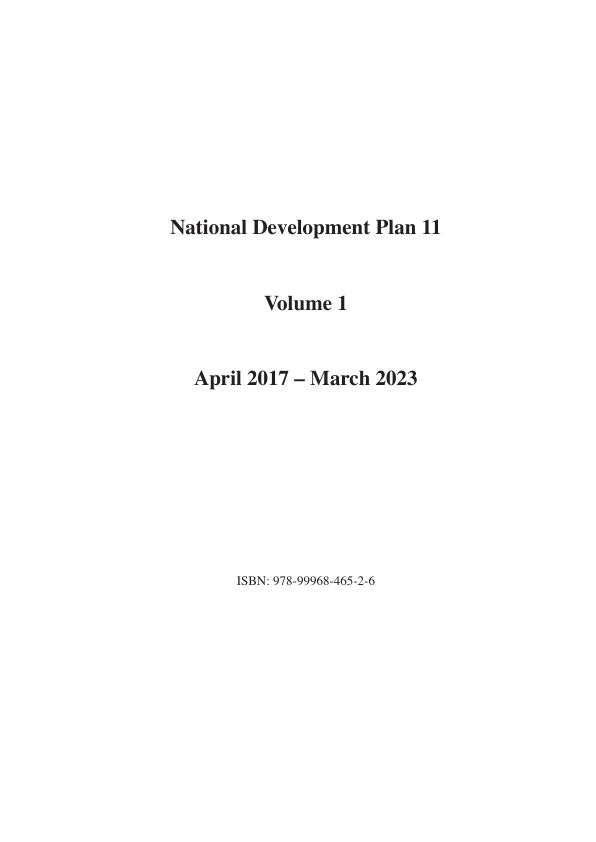 National Development Plan 11
Volume 1
April 2017 – March 2023
ISBN: 978-99968-465-2-6